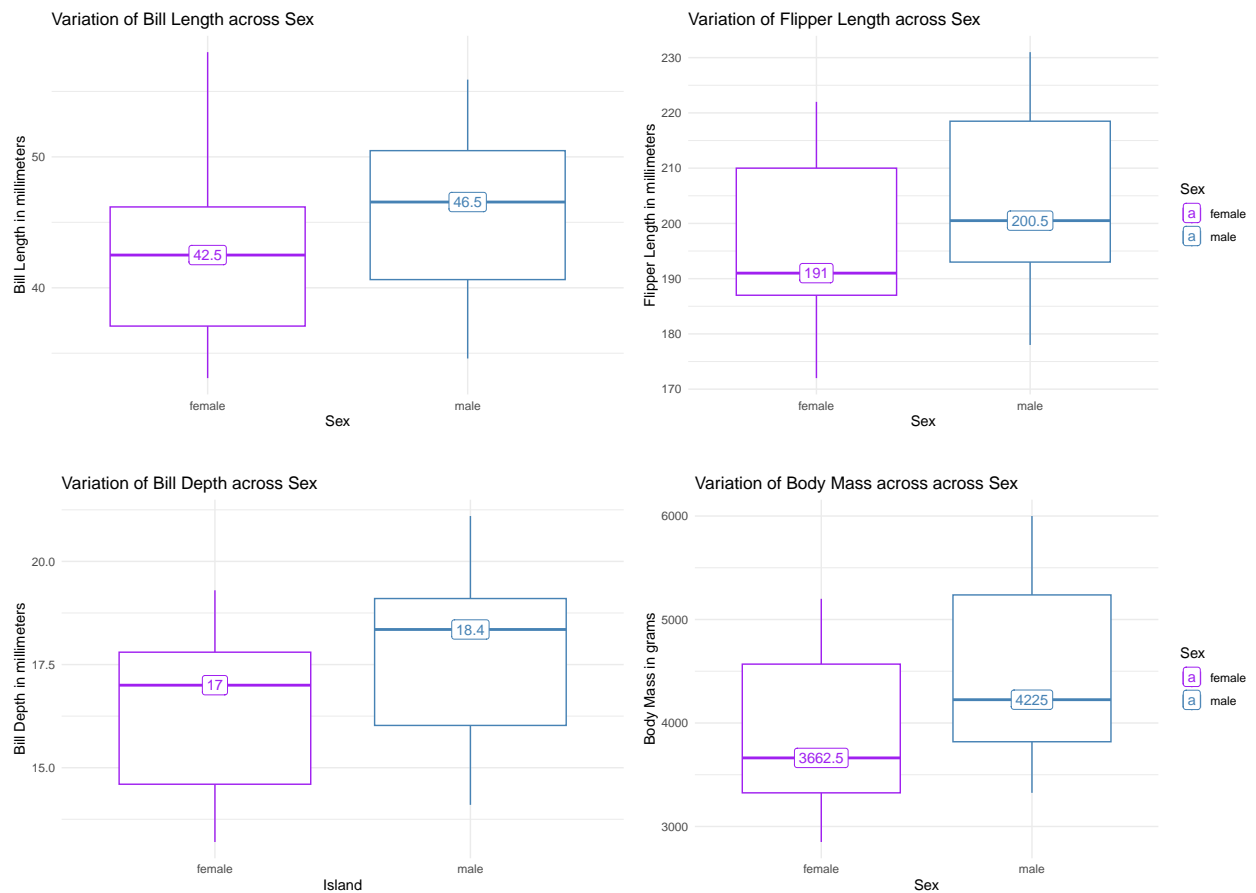 Variation of Bill Length across Sex
Bill Length in millimeters
50
40
42.5
46.5
female
male
Sex
Variation of Flipper Length across Sex
Flipper Length in millimeters
230
220
210
200
190
180
170
191
200.5
female
male
Sex
Sex
a female
a male
Variation of Bill Depth across Sex
Bill Depth in millimeters
20.0
17.5
15.0
17
18.4
female
male
Island
Variation of Body Mass across across Sex
Body Mass in grams
6000
5000
4000
3000
3662.5
4225
female
male
Sex
Sex
a female
a male